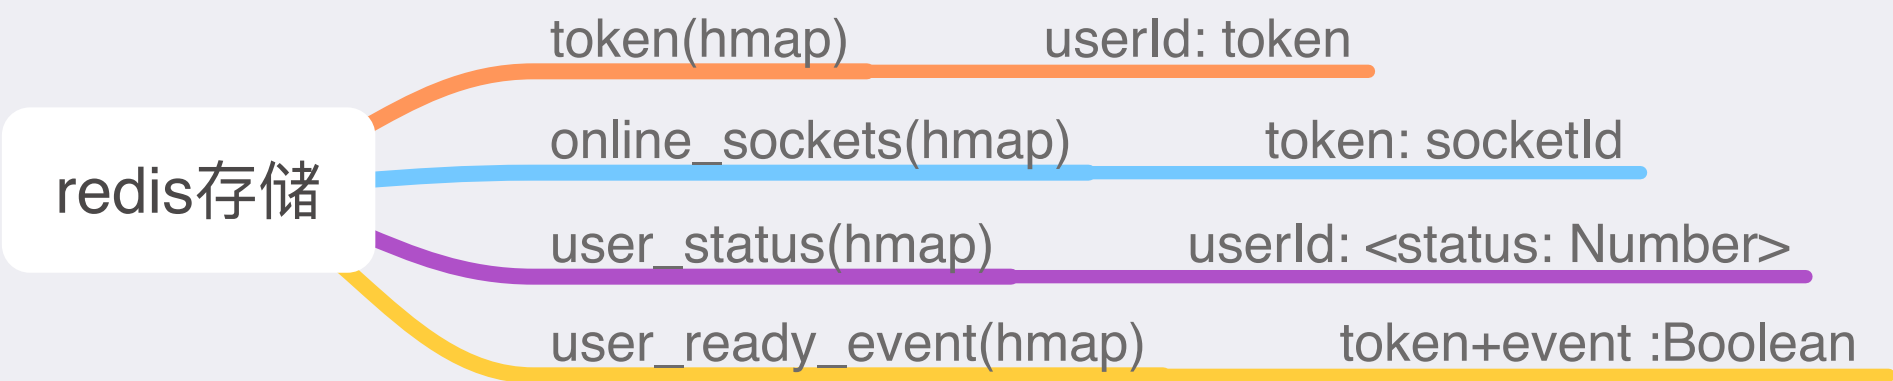 redis存储
token(hmap) userId: token
online_sockets(hmap) token: socketId
user_status(hmap) userId: <status: Number>
user_ready_event(hmap) token+event :Boolean